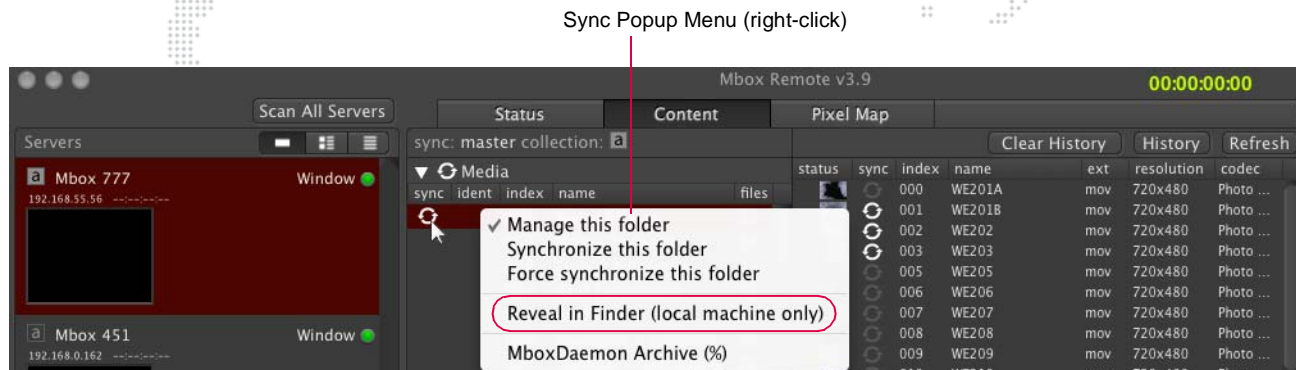 Sync Popup Menu (right-click)
Mbox Remote v3.9
00:00:00:00
Scan All Servers
Status Content Pixel Map
Servers
sync: master collection: a
Clear History History Refresh
a Mbox 777 Window
192.168.55.56 --:--:--:--
Media
sync ident index name files
Manage this folder
Synchronize this folder
Force synchronize this folder
Reveal in Finder (local machine only)
MboxDaemon Archive (%)
status sync index name ext resolution codec
000 WE201A mov 720x480 Photo ...
001 WE201B mov 720x480 Photo ...
002 WE202 mov 720x480 Photo ...
003 WE203 mov 720x480 Photo ...
005 WE205 mov 720x480 Photo ...
006 WE206 mov 720x480 Photo ...
007 WE207 mov 720x480 Photo ...
008 WE208 mov 720x480 Photo ...
009 WE209 mov 720x480 Photo ...
a Mbox 451 Window
192.168.0.162 --:--:--:--